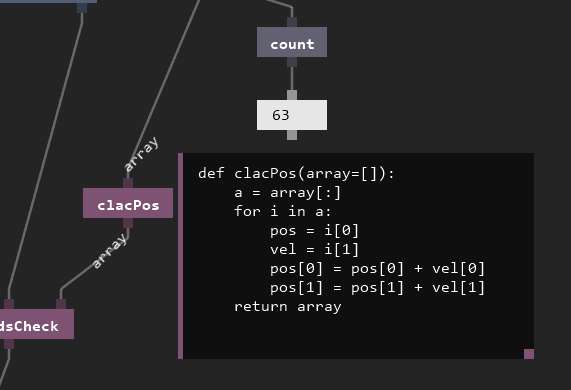 count
63
array
clacPos
array
dsCheck
def clacPos(array=[]):
    a = array[:]
    for i in a:
        pos = i[0]
        vel = i[1]
        pos[0] = pos[0] + vel[0]
        pos[1] = pos[1] + vel[1]
    return array